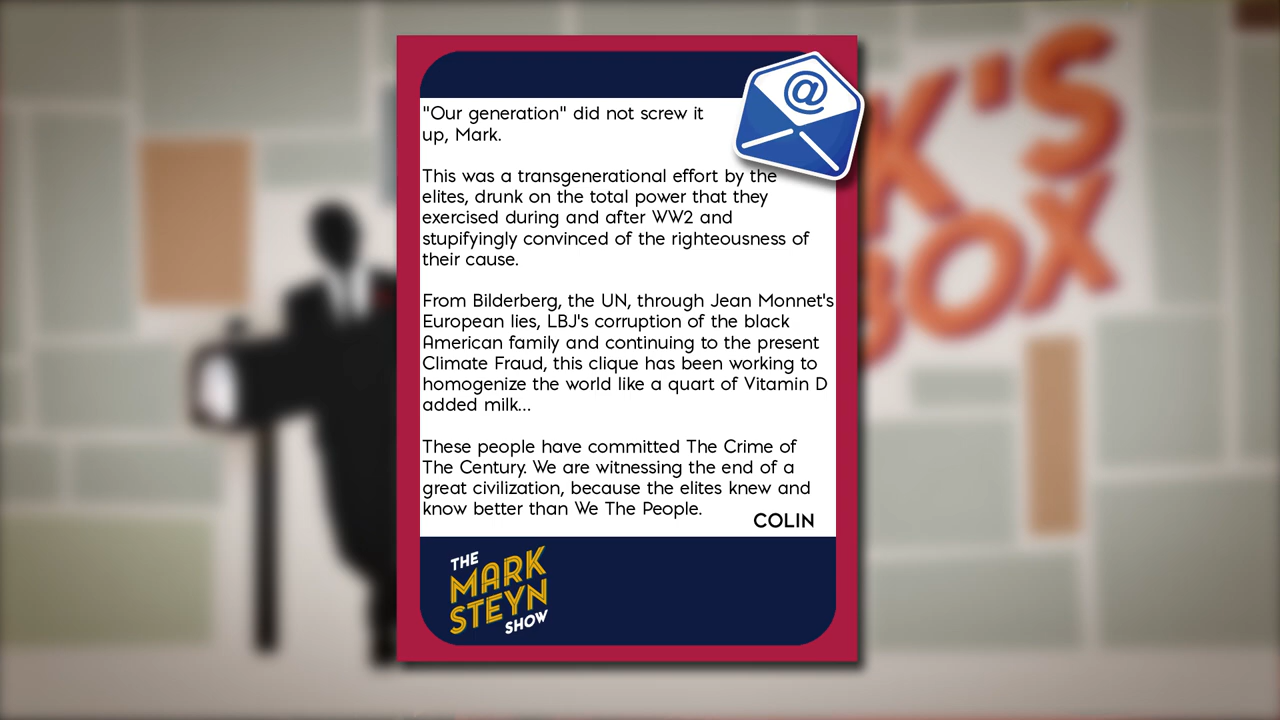 "Our generation" did not screw it
up, Mark.
This was a transgenerational effort by the
elites, drunk on the total power that they
exercised during and after WW2 and
stupifyingly convinced of the righteousness of
their cause.
From Bilderberg, the UN, through Jean Monnet's
European lies, LBJ's corruption of the black
American family and continuing to the present
Climate Fraud, this clique has been working to
homogenize the world like a quart of Vitamin D
added milk...
These people have committed The Crime of
The Century. We are witnessing the end of a
great civilization, because the elites knew and
know better than We The People.
COLIN
THE
MARK
STEYN
SHOW
K'S
BOX